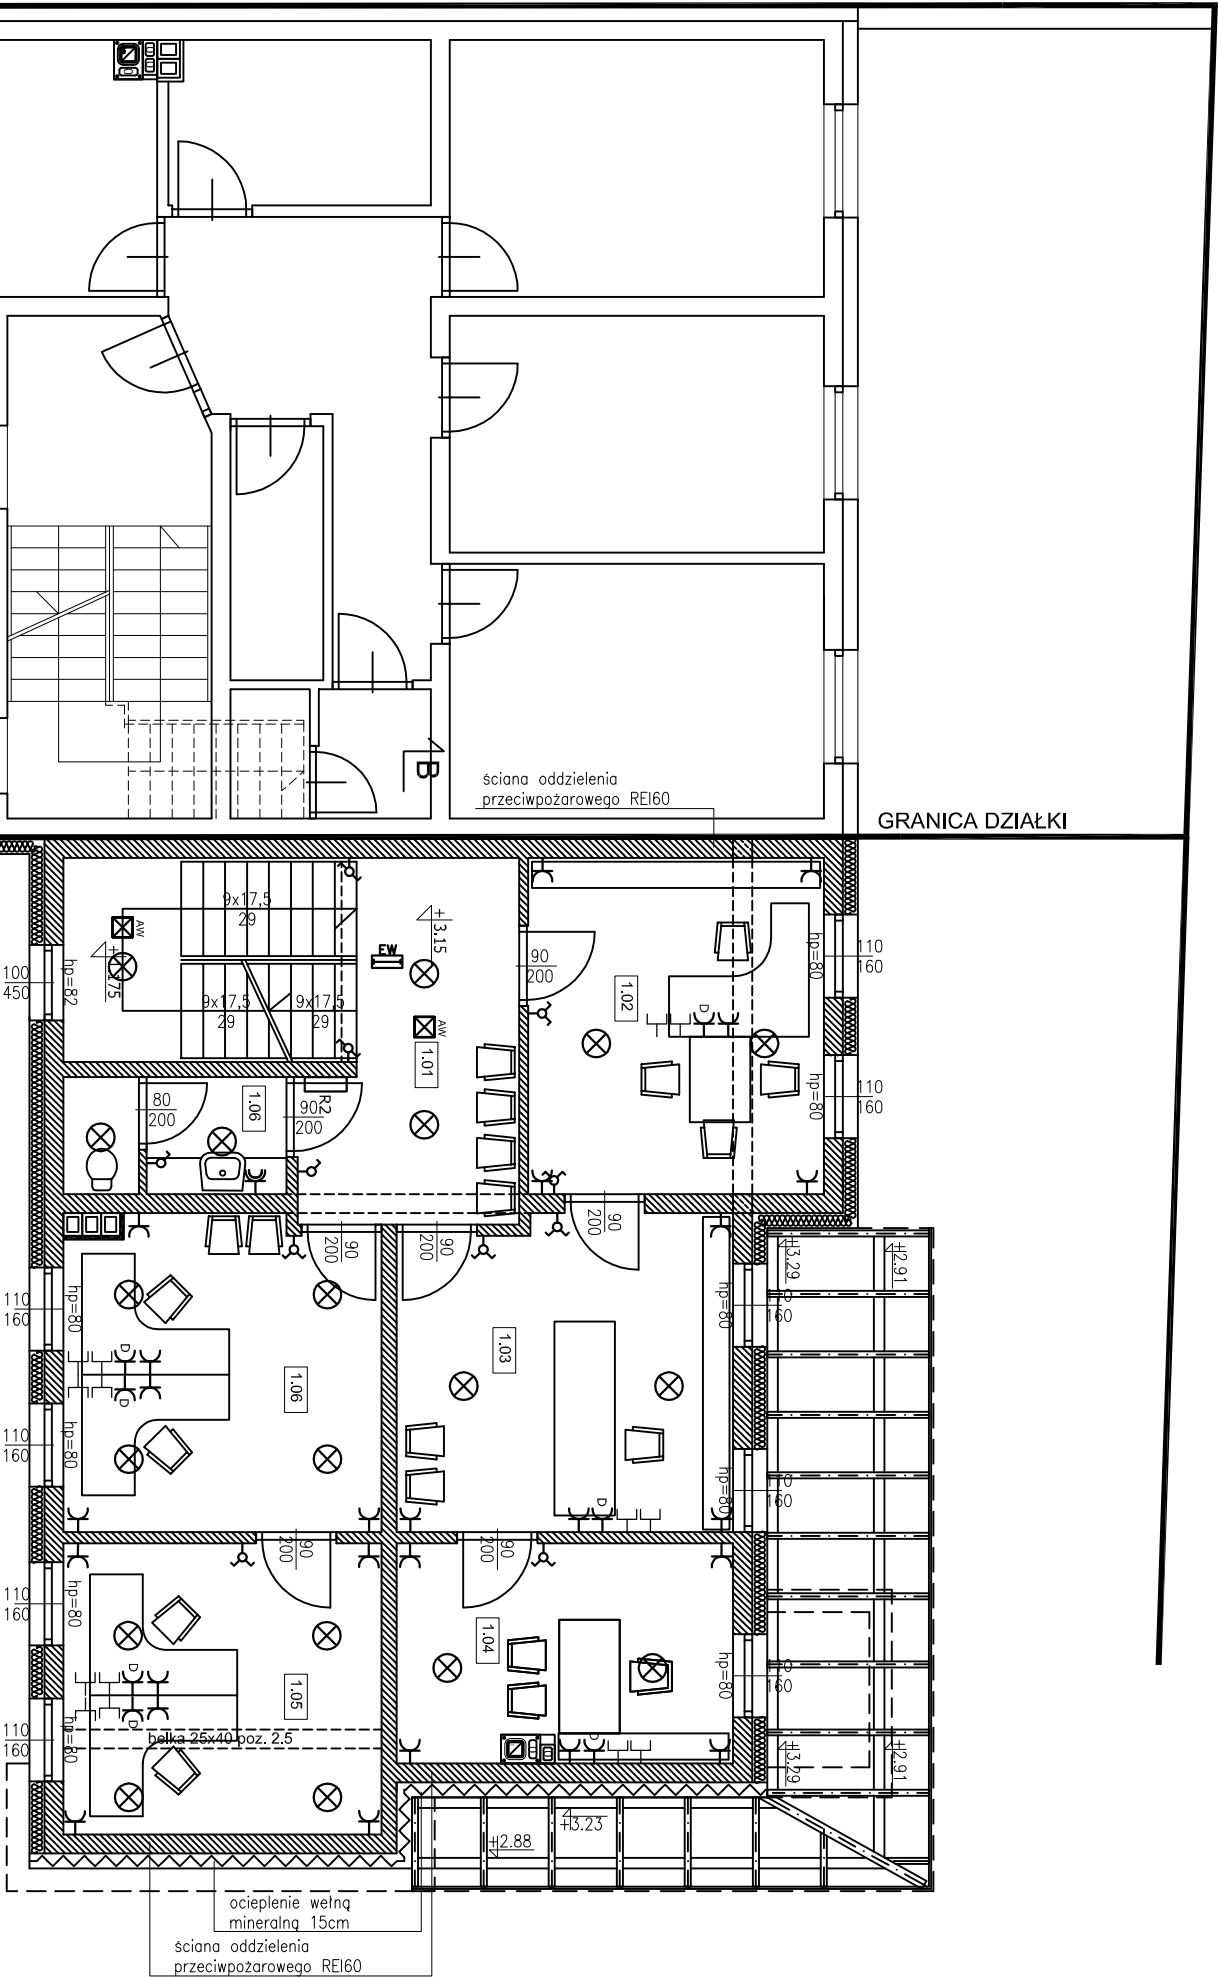 B
ściana oddzielenia
przeciwpożarowego REI60
GRANICA DZIAŁKI
9x17,5
29
9x17,5
29
9x17,5
29
AW
+3.15
EW
AW
1.01
100
450
hp=82
90
200
1.02
D
hp=80
110
160
hp=80
110
160
80
200
1.06
90
200
R2
90
200
90
200
90
200
hp=80
110
160
D
D
1.06
1.03
D
hp=80
160
hp=80
160
+3.29
+2.91
110
160
hp=80
90
200
90
200
110
160
hp=80
D
D
1.05
1.04
D
hp=80
160
110
160
hp=80
belka 25x40 poz. 2.5
+3.29
+2.91
+3.23
+2.88
ocieplenie wełną
mineralną 15cm
ściana oddzielenia
przeciwpożarowego REI60